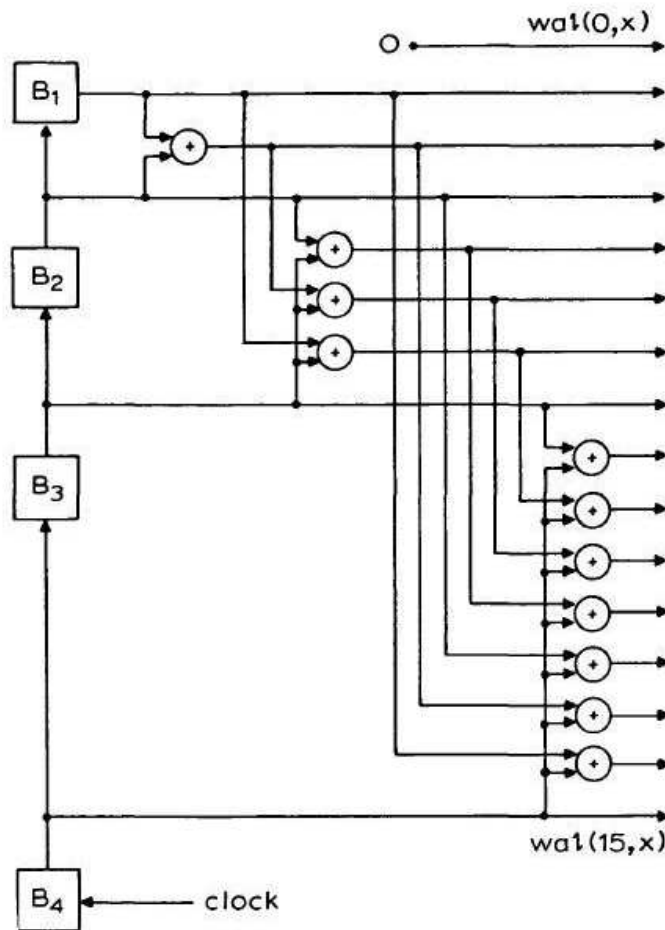 wal(0,x)
B1
+
B2
+
+
+
B3
+
+
+
+
+
+
+
wal(15,x)
B4
clock